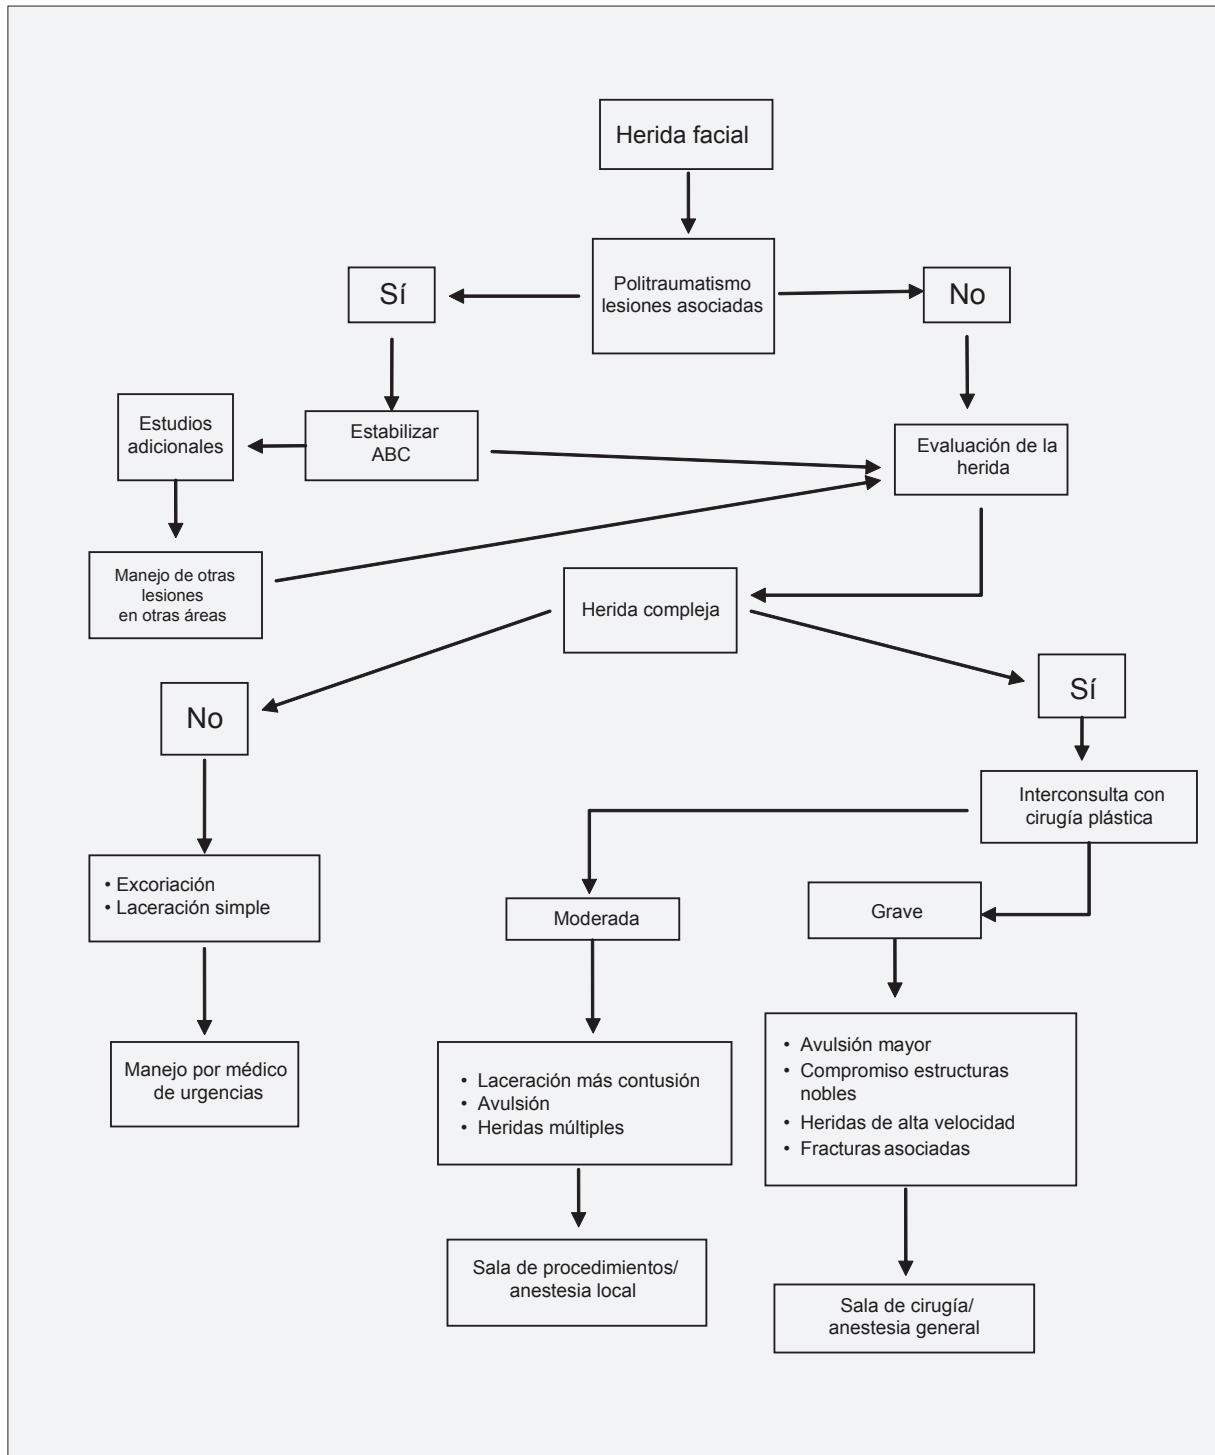 Herida facial
Politraumatismo
lesiones asociadas
Sí
No
Estabilizar
ABC
Estudios
adicionales
Evaluación de la
herida
Manejo de otras
lesiones
en otras áreas
Herida compleja
No
Sí
Interconsulta con
cirugía plástica
• Excoriación
• Laceración simple
Moderada
Grave
Manejo por médico
de urgencias
• Laceración más contusión
• Avulsión
• Heridas múltiples
• Avulsión mayor
• Compromiso estructuras
nobles
• Heridas de alta velocidad
• Fracturas asociadas
Sala de procedimientos/
anestesia local
Sala de cirugía/
anestesia general